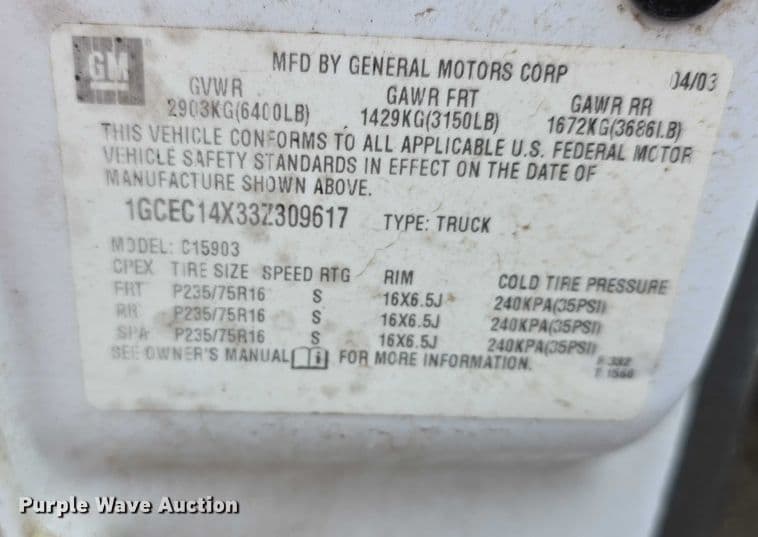 GM
MFD BY GENERAL MOTORS CORP 04/03
GVWR GAWR FRT GAWR RR
2903KG(6400LB) 1429KG(3150LB) 1672KG(3686LB)
THIS VEHICLE CONFORMS TO ALL APPLICABLE U.S. FEDERAL MOTOR
VEHICLE SAFETY STANDARDS IN EFFECT ON THE DATE OF
MANUFACTURE SHOWN ABOVE.
1GCEC14X33Z309617 TYPE: TRUCK
MODEL: C15903
CPEX TIRE SIZE SPEED RTG RIM COLD TIRE PRESSURE
FRT P235/75R16 S 16X6.5J 240KPA(35PSI)
RR P235/75R16 S 16X6.5J 240KPA(35PSI)
SPA P235/75R16 S 16X6.5J 240KPA(35PSI)
SEE OWNER'S MANUAL i FOR MORE INFORMATION.
Purple Wave Auction